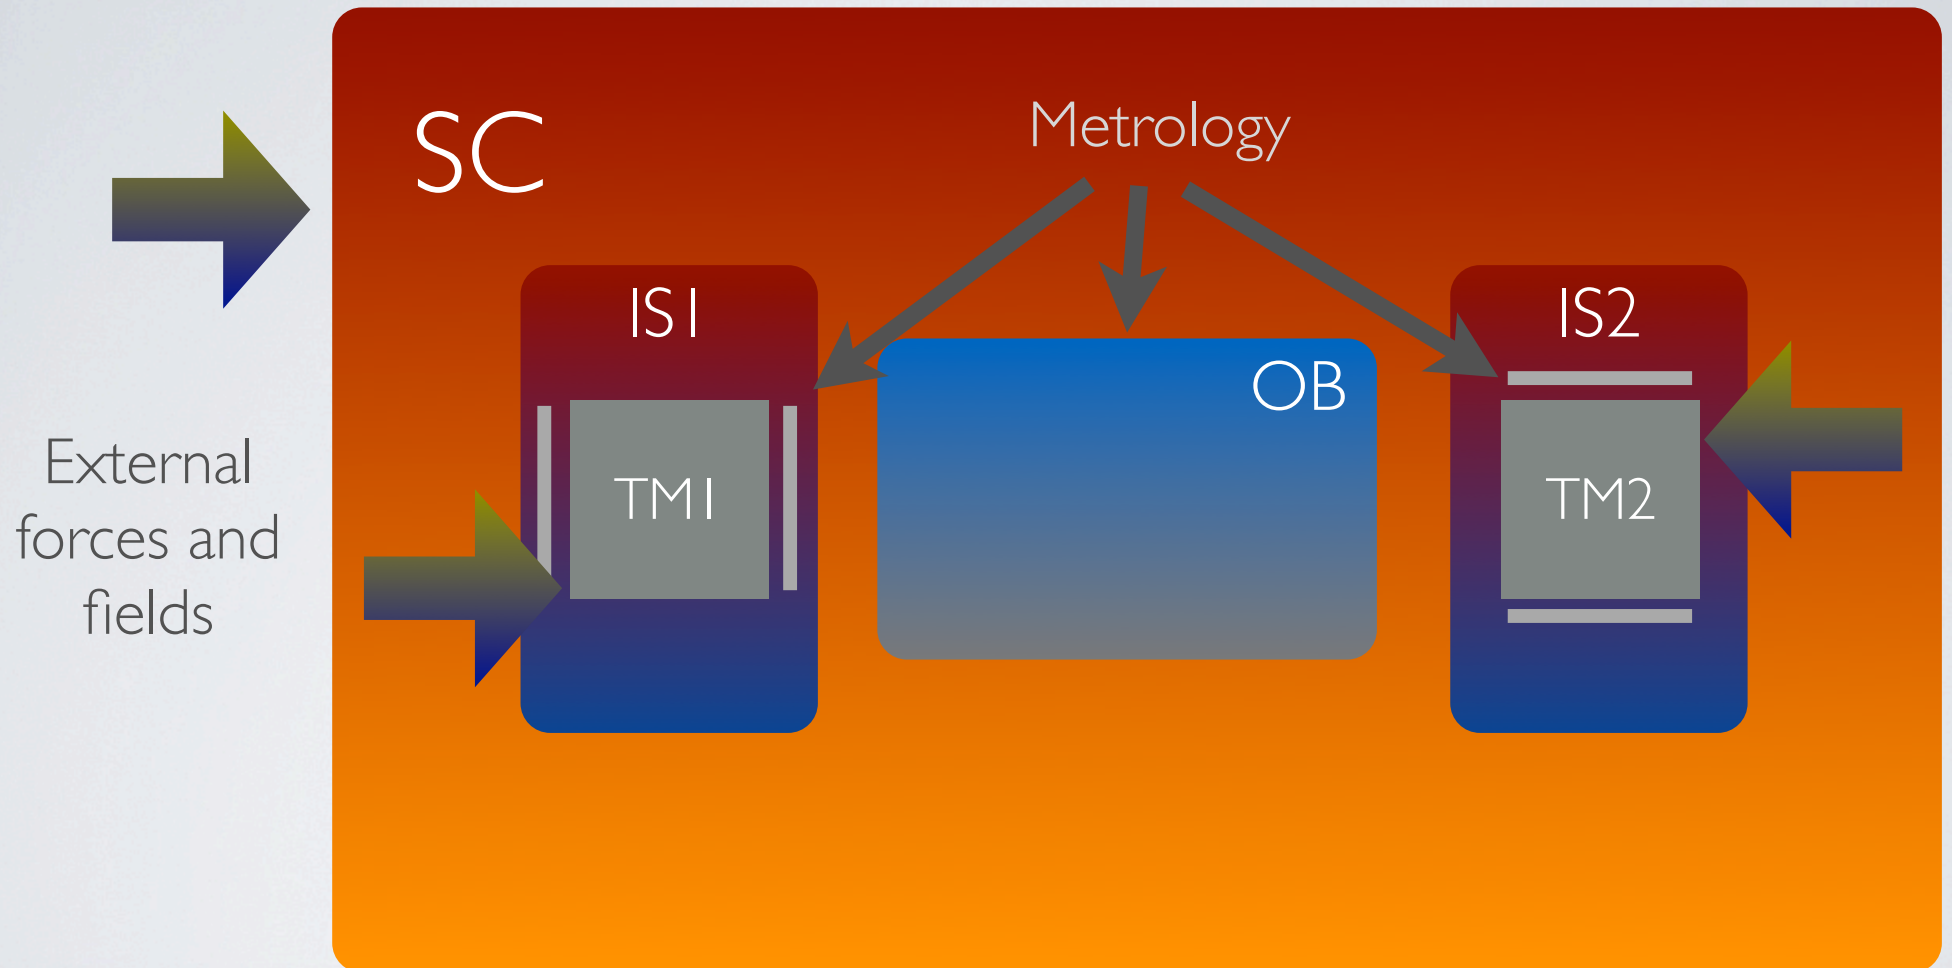 SC
Metrology
IS1
IS2
OB
TM1
TM2
External
forces and
fields